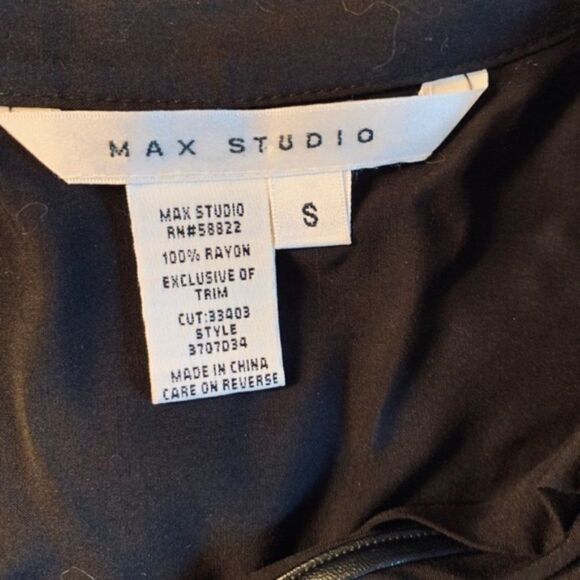 MAX STUDIO
S
MAX STUDIO
RN#58822
100% RAYON
EXCLUSIVE OF
TRIM
CUT:33403
STYLE
3707D34
MADE IN CHINA
CARE ON REVERSE